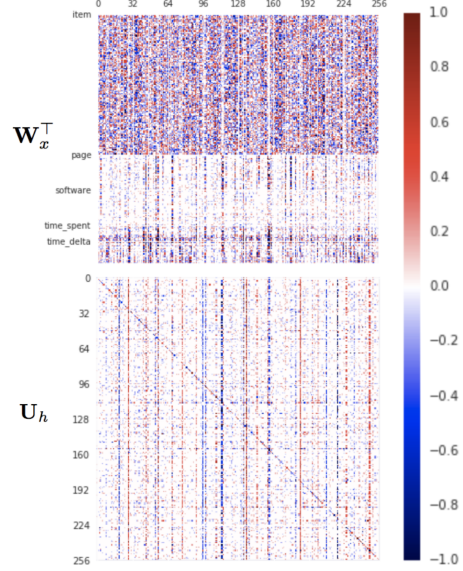 0 32 64 96 128 160 192 224 256
item
W_x^⊤
page
software
time_spent
time_delta
0
32
64
96
128
160
192
224
256
U_h
1.0
0.8
0.6
0.4
0.2
0.0
−0.2
−0.4
−0.6
−0.8
−1.0